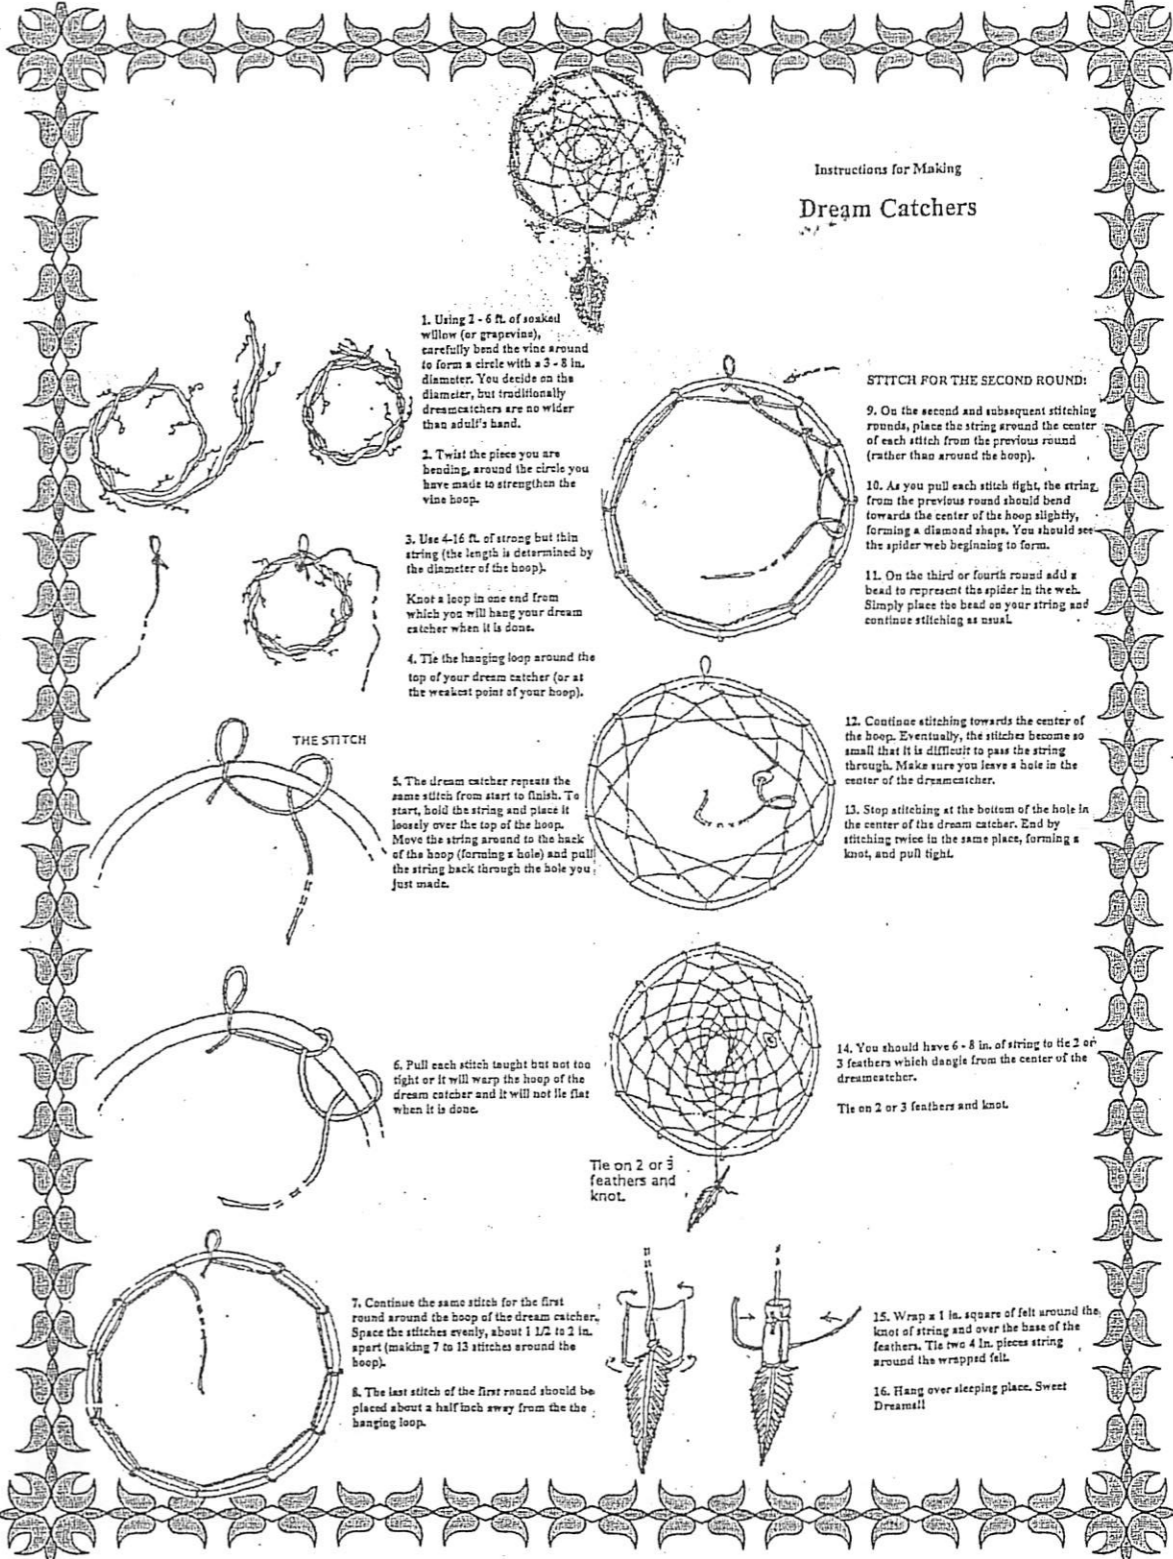 Instructions for Making
Dream Catchers
1. Using 2 - 6 ft. of soaked
willow (or grapevine),
carefully bend the vine around
to form a circle with a 3 - 8 in.
diameter. You decide on the
diameter, but traditionally
dreamcatchers are no wider
than adult's hand.
2. Twist the piece you are
bending, around the circle you
have made to strengthen the
vine hoop.
3. Use 4-16 ft. of strong but thin
string (the length is determined by
the diameter of the hoop).
Knot a loop in one end from
which you will hang your dream
catcher when it is done.
4. Tie the hanging loop around the
top of your dream catcher (or at
the weakest point of your hoop).
THE STITCH
5. The dream catcher repeats the
same stitch from start to finish. To
start, hold the string and place it
loosely over the top of the hoop.
Move the string around to the back
of the hoop (forming a hole) and pull
the string back through the hole you
just made.
6. Pull each stitch taught but not too
tight or it will warp the hoop of the
dream catcher and it will not lie flat
when it is done.
7. Continue the same stitch for the first
round around the hoop of the dream catcher.
Space the stitches evenly, about 1 1/2 to 2 in.
apart (making 7 to 13 stitches around the
hoop).
8. The last stitch of the first round should be
placed about a half inch away from the the
hanging loop.
STITCH FOR THE SECOND ROUND:
9. On the second and subsequent stitching
rounds, place the string around the center
of each stitch from the previous round
(rather than around the hoop).
10. As you pull each stitch tight, the string
from the previous round should bend
towards the center of the hoop slightly,
forming a diamond shape. You should see
the spider web beginning to form.
11. On the third or fourth round add a
bead to represent the spider in the web.
Simply place the bead on your string and
continue stitching as usual.
12. Continue stitching towards the center of
the hoop. Eventually, the stitches become so
small that it is difficult to pass the string
through. Make sure you leave a hole in the
center of the dreamcatcher.
13. Stop stitching at the bottom of the hole in
the center of the dream catcher. End by
stitching twice in the same place, forming a
knot, and pull tight.
14. You should have 6 - 8 in. of string to tie 2 or
3 feathers which dangle from the center of the
dreamcatcher.
Tie on 2 or 3 feathers and knot.
Tie on 2 or 3
feathers and
knot.
15. Wrap a 1 in. square of felt around the
knot of string and over the base of the
feathers. Tie two 4 in. pieces string
around the wrapped felt.
16. Hang over sleeping place. Sweet
Dreams!!